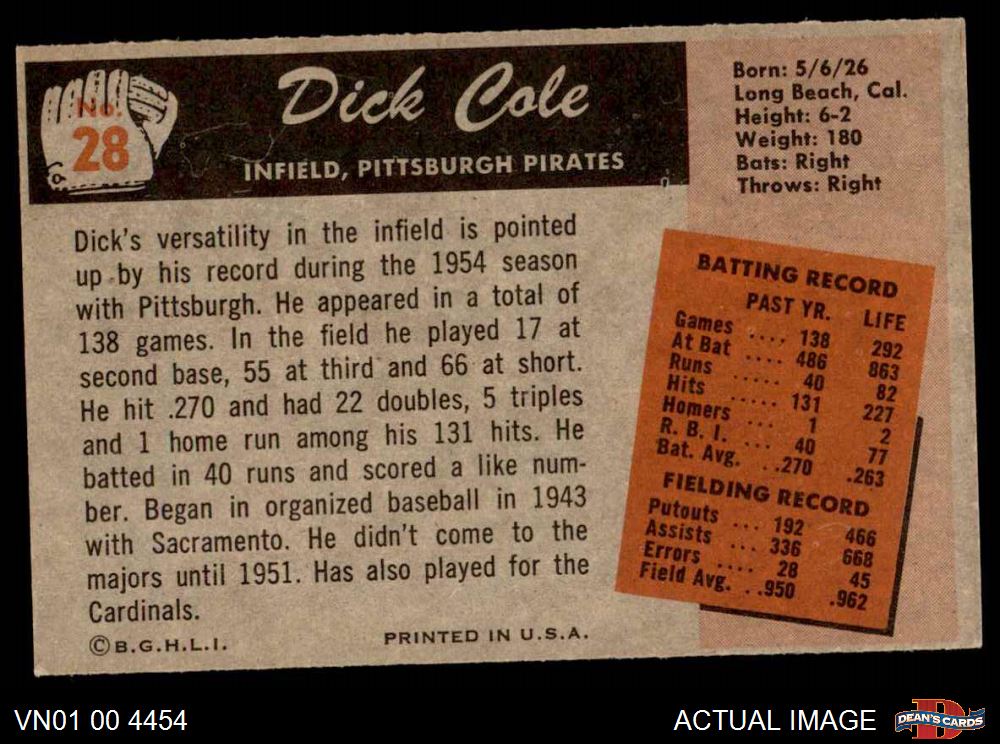 No.
28
Dick Cole
INFIELD, PITTSBURGH PIRATES
Born: 5/6/26
Long Beach, Cal.
Height: 6-2
Weight: 180
Bats: Right
Throws: Right
Dick's versatility in the infield is pointed
up by his record during the 1954 season
with Pittsburgh. He appeared in a total of
138 games. In the field he played 17 at
second base, 55 at third and 66 at short.
He hit .270 and had 22 doubles, 5 triples
and 1 home run among his 131 hits. He
batted in 40 runs and scored a like num-
ber. Began in organized baseball in 1943
with Sacramento. He didn't come to the
majors until 1951. Has also played for the
Cardinals.
©B.G.H.L.I.
PRINTED IN U.S.A.
BATTING RECORD
PAST YR. LIFE
Games .... 138 292
At Bat .... 486 863
Runs ..... 40 82
Hits ..... 131 227
Homers ... 1 2
R. B. I. ... 40 77
Bat. Avg. ..270 .263
FIELDING RECORD
Putouts ... 192 466
Assists ... 336 668
Errors .... 28 45
Field Avg. ..950 .962
VN01 00 4454
ACTUAL IMAGE
D
DEAN'S CARDS